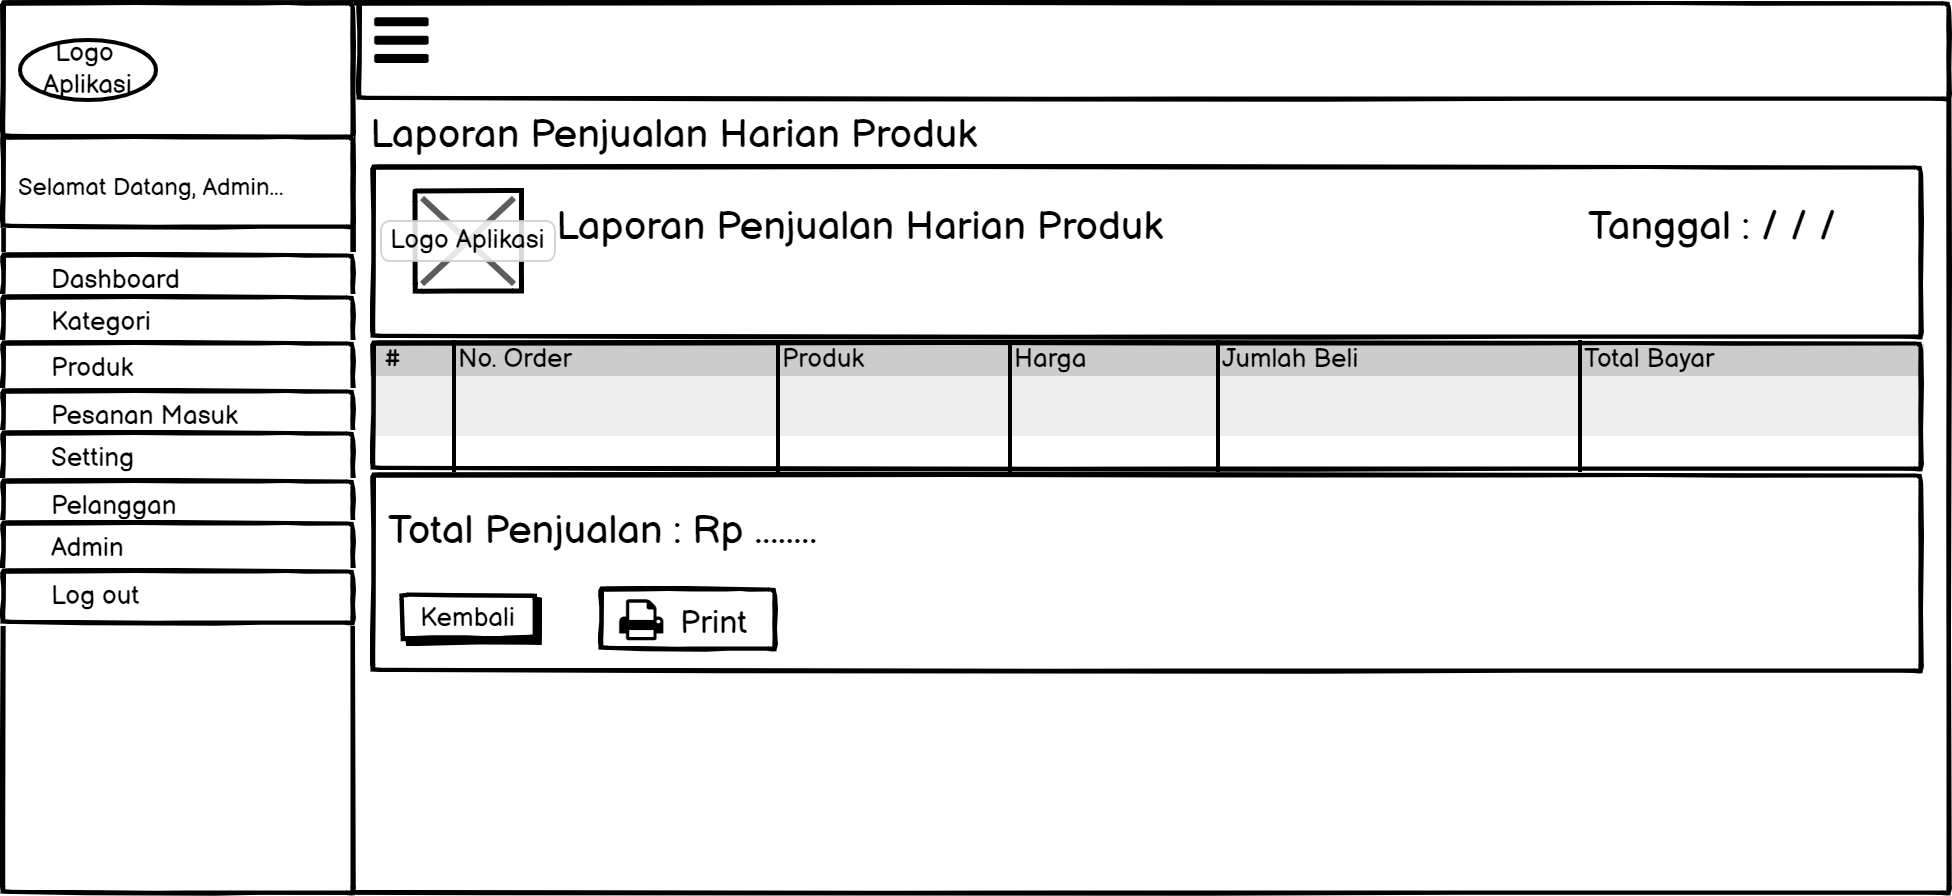 Logo
Aplikasi
Selamat Datang, Admin...
Dashboard
Kategori
Produk
Pesanan Masuk
Setting
Pelanggan
Admin
Log out
Laporan Penjualan Harian Produk
Logo Aplikasi
Laporan Penjualan Harian Produk
Tanggal : / / /
# No. Order Produk Harga Jumlah Beli Total Bayar
Total Penjualan : Rp ........
Kembali
Print